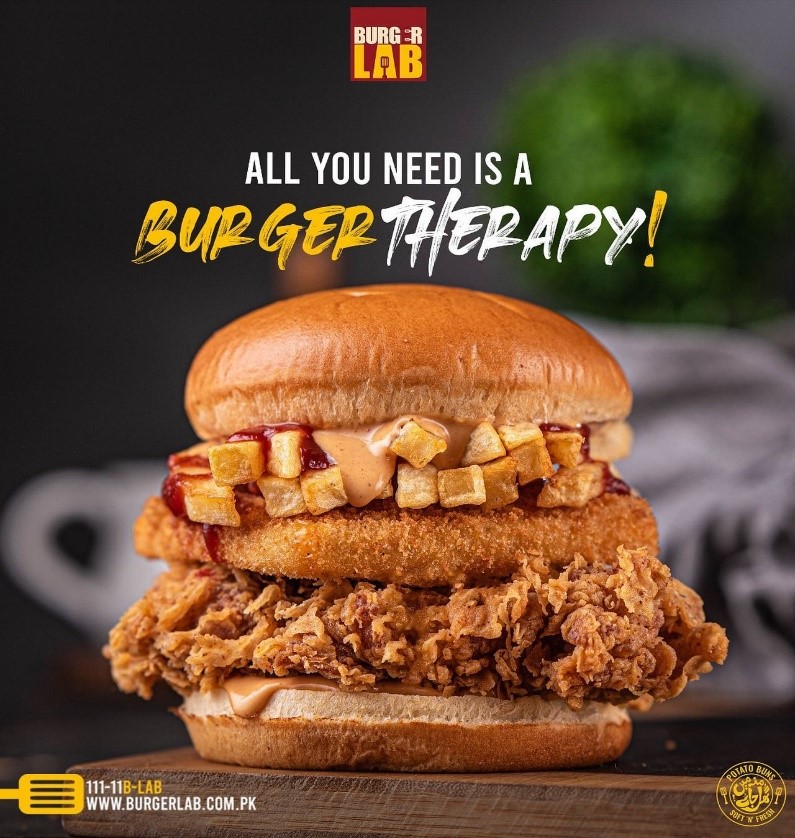 BURGER
LAB
ALL YOU NEED IS A
BURGER THERAPY!
111-11B-LAB
WWW.BURGERLAB.COM.PK
POTATO BUNS
SOFT 'N' FRESH